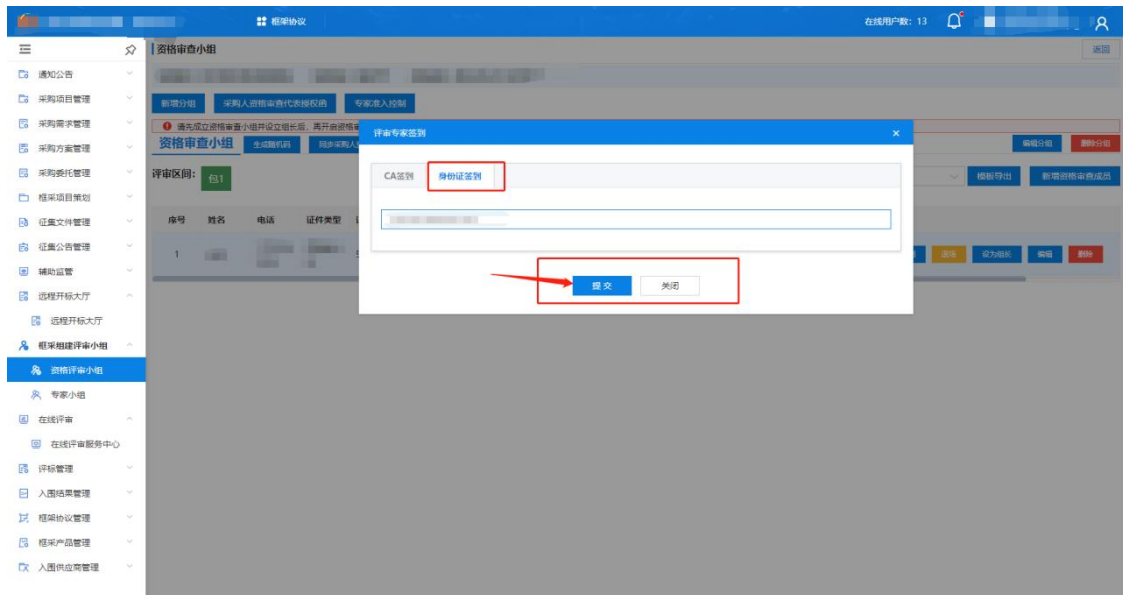 框架协议
在线用户数: 13
资格审查小组
返回
通知公告
采购项目管理
采购需求管理
采购方案管理
采购委托管理
框采项目策划
征集文件管理
征集公告管理
辅助监管
远程开标大厅
远程开标大厅
框采组建评审小组
资格评审小组
专家小组
在线评审
在线评审服务中心
评标管理
入围结果管理
框架协议管理
框采产品管理
入围供应商管理
新增分组 采购人资格审查代表授权函 专家准入控制
请先成立资格审查小组并设立组长后，再开启资格审
资格审查小组 生成随机码 同步采购人 编辑分组 删除分组
评审区间: 包1 模板导出 新增资格审查成员
序号 姓名 电话 证件类型
1 离场 设为组长 编辑 删除
评审专家签到 ×
CA签到 身份证签到
提交 关闭